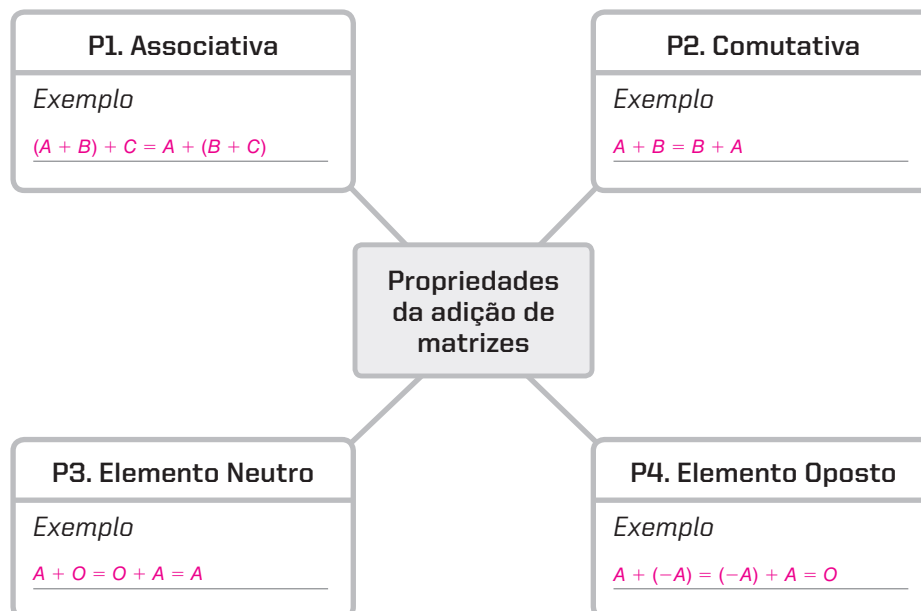 P1. Associativa
Exemplo
(A + B) + C = A + (B + C)
P2. Comutativa
Exemplo
A + B = B + A
Propriedades
da adição de
matrizes
P3. Elemento Neutro
Exemplo
A + O = O + A = A
P4. Elemento Oposto
Exemplo
A + (−A) = (−A) + A = O